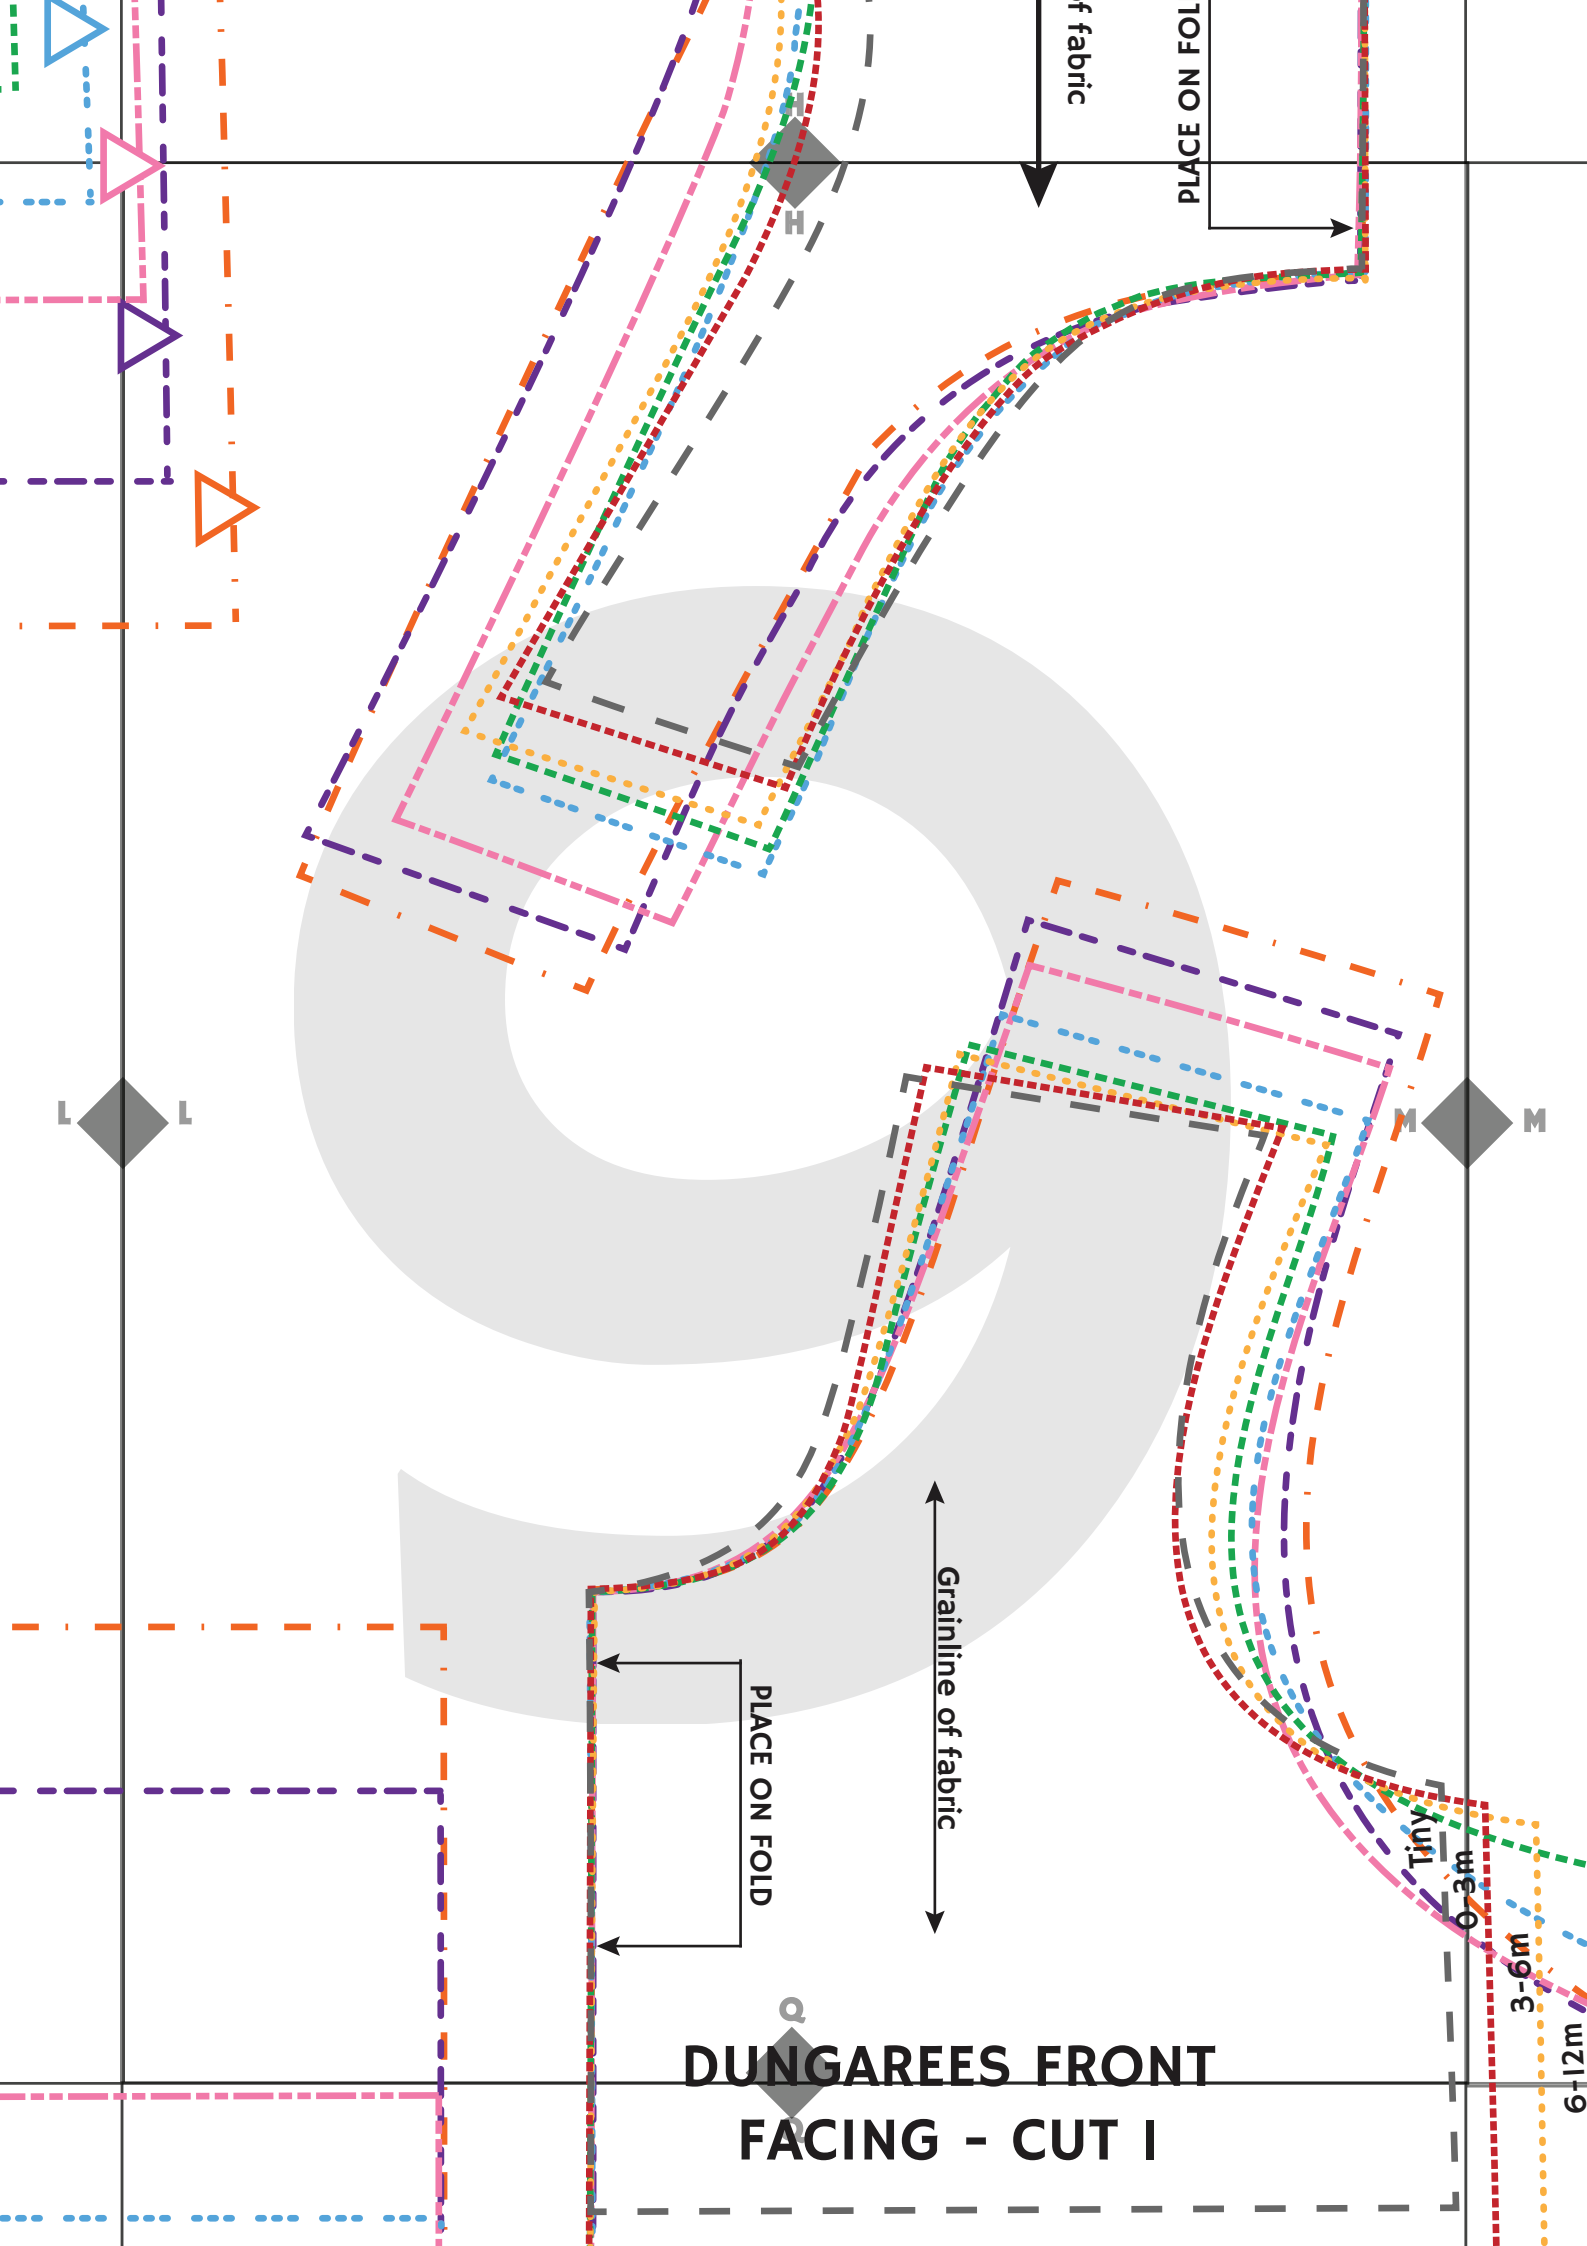 f fabric
PLACE ON FOL
H
H
9
L
L
M
M
Grainline of fabric
PLACE ON FOLD
Tiny
0-3m
3-6m
6-12m
Q
DUNGAREES FRONT
FACING - CUT 1
Q